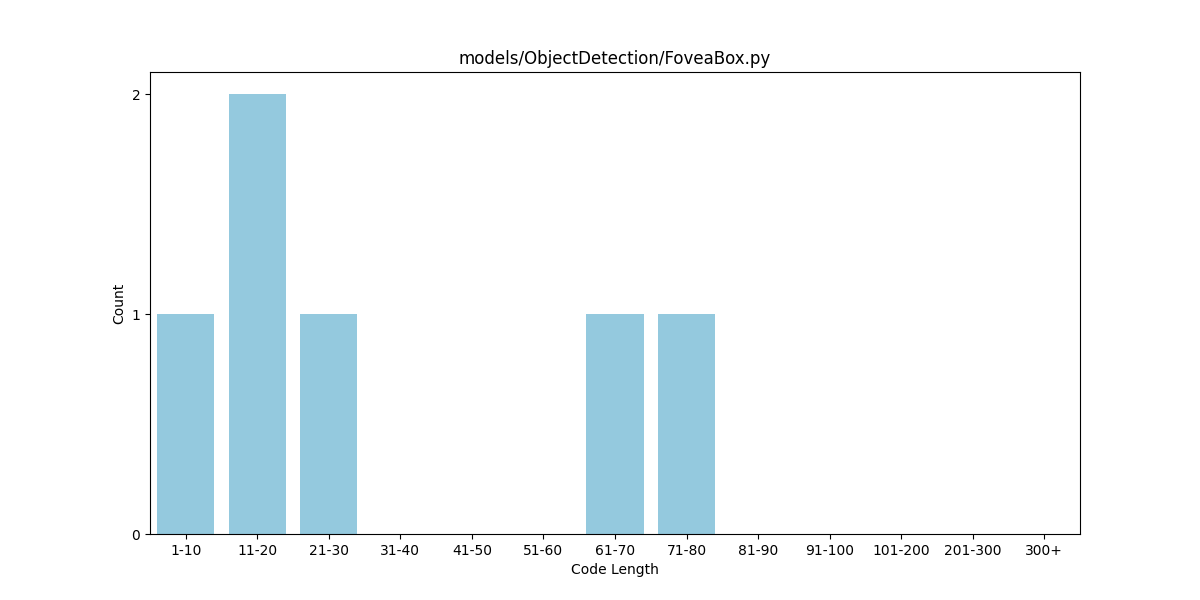 models/ObjectDetection/FoveaBox.py
Count
2
1
0
1-10 11-20 21-30 31-40 41-50 51-60 61-70 71-80 81-90 91-100 101-200 201-300 300+
Code Length